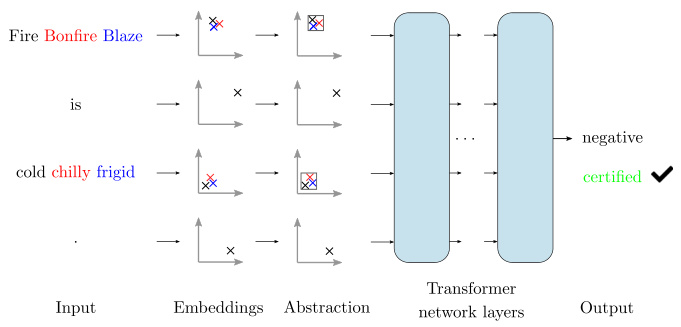 Fire Bonfire Blaze
is
cold chilly frigid
.
. . .
negative
certified
Input
Embeddings
Abstraction
Transformer
network layers
Output